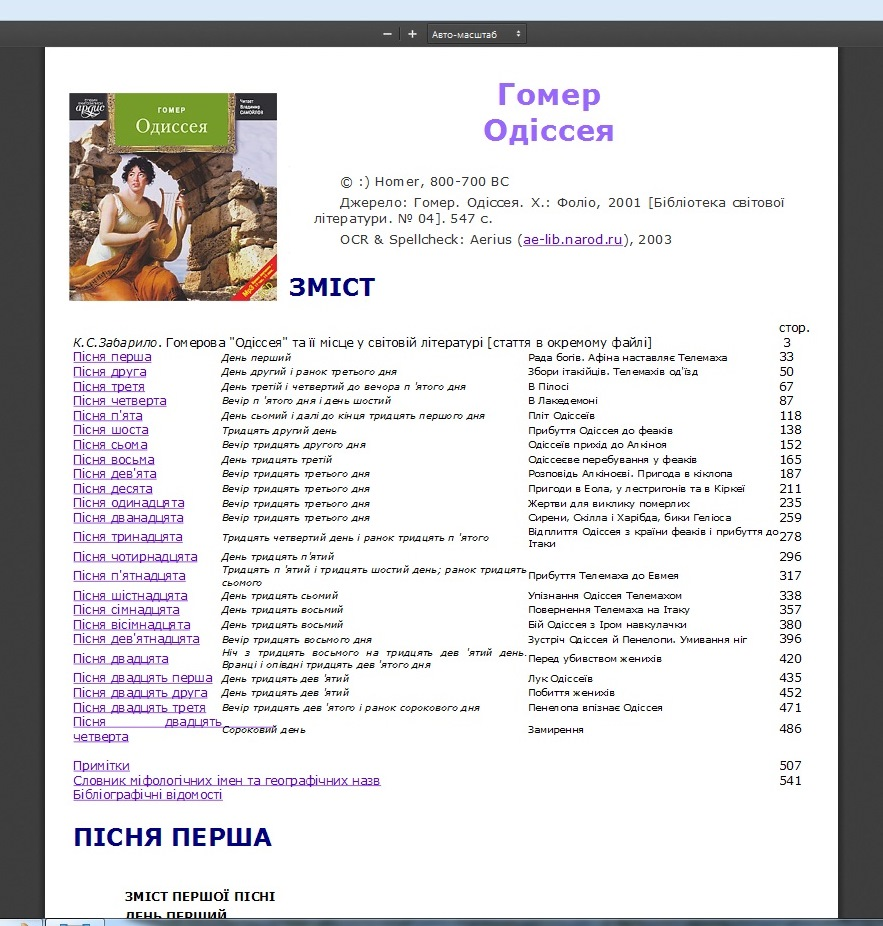 Авто-масштаб
ардис
ГОМЕР
Одиссея
Читает
Владимир
САМОЙЛОВ
Гомер
Одіссея
© :) Homer, 800-700 BC
Джерело: Гомер. Одіссея. Х.: Фоліо, 2001 [Бібліотека світової
літератури. № 04]. 547 с.
OCR & Spellcheck: Aerius (ae-lib.narod.ru), 2003
ЗМІСТ
стор.
К.С.Забарило. Гомерова "Одіссея" та її місце у світовій літературі [стаття в окремому файлі] 3
Пісня перша День перший Рада богів. Афіна наставляє Телемаха 33
Пісня друга День другий і ранок третього дня Збори ітакійців. Телемахів од'їзд 50
Пісня третя День третій і четвертий до вечора п 'ятого дня В Пілосі 67
Пісня четверта Вечір п 'ятого дня і день шостий В Лакедемоні 87
Пісня п'ята День сьомий і далі до кінця тридцять першого дня Пліт Одіссеїв 118
Пісня шоста Тридцять другий день Прибуття Одіссея до феаків 138
Пісня сьома Вечір тридцять другого дня Одіссеїв прихід до Алкіноя 152
Пісня восьма День тридцять третій Одіссеєве перебування у феаків 165
Пісня дев'ята Вечір тридцять третього дня Розповідь Алкіноєві. Пригода в кіклопа 187
Пісня десята Вечір тридцять третього дня Пригоди в Еола, у лестригонів та в Кіркеї 211
Пісня одинадцята Вечір тридцять третього дня Жертви для виклику померлих 235
Пісня дванадцята Вечір тридцять третього дня Сирени, Скілла і Харібда, бики Геліоса 259
Пісня тринадцята Тридцять четвертий день і ранок тридцять п 'ятого Відплиття Одіссея з країни феаків і прибуття до 278
Ітаки
Пісня чотирнадцята День тридцять п'ятий 296
Пісня п'ятнадцята Тридцять п 'ятий і тридцять шостий день; ранок тридцять Прибуття Телемаха до Евмея 317
сьомого
Пісня шістнадцята День тридцять сьомий Упізнання Одіссея Телемахом 338
Пісня сімнадцята День тридцять восьмий Повернення Телемаха на Ітаку 357
Пісня вісімнадцята День тридцять восьмий Бій Одіссея з Іром навкулачки 380
Пісня дев'ятнадцята Вечір тридцять восьмого дня Зустріч Одіссея й Пенелопи. Умивання ніг 396
Пісня двадцята Ніч з тридцять восьмого на тридцять дев 'ятий день. Перед убивством женихів 420
Вранці і опівдні тридцять дев 'ятого дня
Пісня двадцять перша День тридцять дев 'ятий Лук Одіссеїв 435
Пісня двадцять друга День тридцять дев 'ятий Побиття женихів 452
Пісня двадцять третя Вечір тридцять дев 'ятого і ранок сорокового дня Пенелопа впізнає Одіссея 471
Пісня двадцять Сороковий день Замирення 486
четверта
Примітки 507
Словник міфологічних імен та географічних назв 541
Бібліографічні відомості
ПІСНЯ ПЕРША
ЗМІСТ ПЕРШОЇ ПІСНІ
ДЕНЬ ПЕРШИЙ